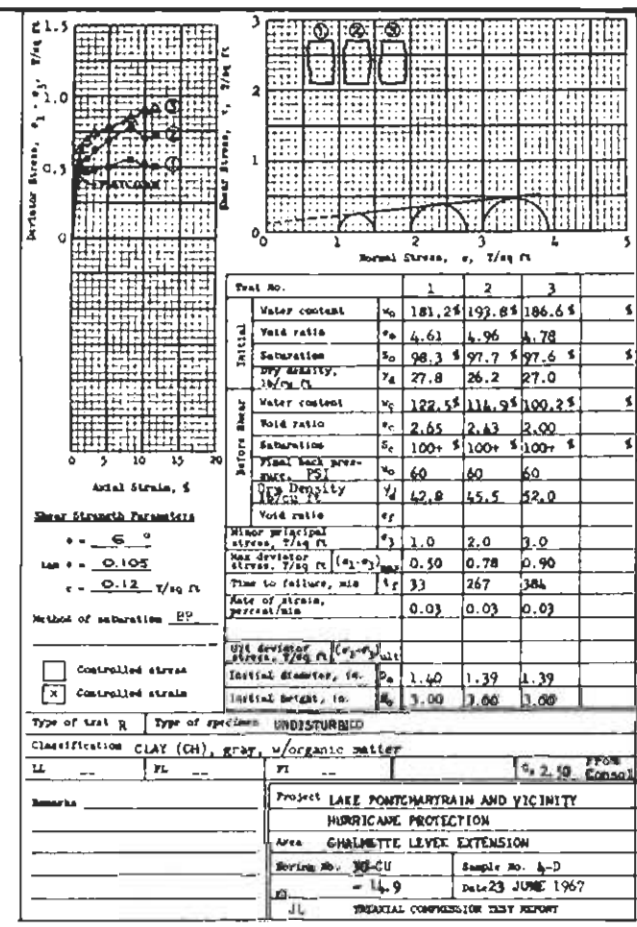 Deviator Stress, σ1 - σ3, T/sq ft
1.5
1.0
0.5
0
③
②
①
0 5 10 15 20
Axial Strain, %
Shear Stress, τ, T/sq ft
3
2
1
0
① ② ③
0 1 2 3 4 5
Normal Stress, σ, T/sq ft
Test No. 1 2 3
Initial
Water content w0 181.2% 193.8% 186.6% %
Void ratio e0 4.61 4.96 4.78
Saturation S0 98.3 % 97.7 % 97.6 % %
Dry density, lb/cu ft γd 27.8 26.2 27.0
Before Shear
Water content wc 122.5% 114.9% 100.2% %
Void ratio ec 2.65 2.43 2.00
Saturation Sc 100+ % 100+ % 100+ % %
Final back pressure, PSI u0 60 60 60
Dry Density lb/cu ft γd 42.8 45.5 52.0
Void ratio ef
Minor principal stress, T/sq ft σ3 1.0 2.0 3.0
Max deviator stress, T/sq ft (σ1-σ3)max 0.50 0.78 0.90
Time to failure, min tf 33 267 384
Rate of strain, percent/min 0.03 0.03 0.03
Ult deviator stress, T/sq ft (σ1-σ3)ult
Initial diameter, in. D0 1.40 1.39 1.39
Initial height, in. H0 3.00 3.00 3.00
Shear Strength Parameters
φ = 6 °
tan φ = 0.105
c = 0.12 T/sq ft
Method of saturation BP
Controlled stress
X Controlled strain
Type of test R Type of specimen UNDISTURBED
Classification CLAY (CH), gray, w/organic matter
LL -- PL -- PI -- Gs 2.50 From Consol
Remarks
Project LAKE PONTCHARTRAIN AND VICINITY
HURRICANE PROTECTION
Area CHALMETTE LEVEE EXTENSION
Boring No. -CU Sample No. 4-D
El - 14.9 Date 23 JUNE 1967
JL TRIAXIAL COMPRESSION TEST REPORT